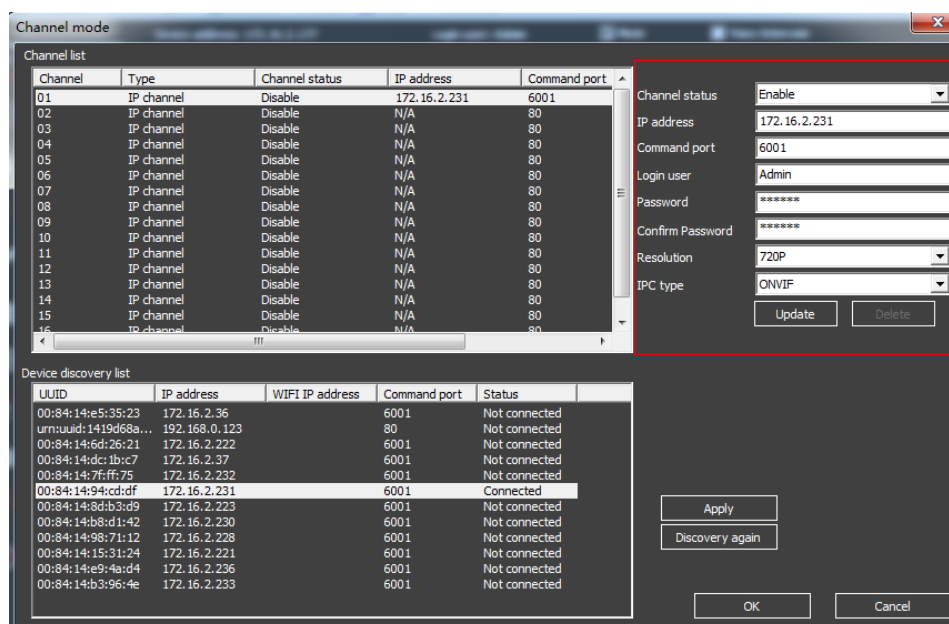 Channel mode
Channel list
Channel Type Channel status IP address Command port
01 IP channel Disable 172.16.2.231 6001
02 IP channel Disable N/A 80
03 IP channel Disable N/A 80
04 IP channel Disable N/A 80
05 IP channel Disable N/A 80
06 IP channel Disable N/A 80
07 IP channel Disable N/A 80
08 IP channel Disable N/A 80
09 IP channel Disable N/A 80
10 IP channel Disable N/A 80
11 IP channel Disable N/A 80
12 IP channel Disable N/A 80
13 IP channel Disable N/A 80
14 IP channel Disable N/A 80
15 IP channel Disable N/A 80
16 IP channel Disable N/A 80
Channel status Enable
IP address 172.16.2.231
Command port 6001
Login user Admin
Password ******
Confirm Password ******
Resolution 720P
IPC type ONVIF
Update Delete
Device discovery list
UUID IP address WIFI IP address Command port Status
00:84:14:e5:35:23 172.16.2.36 6001 Not connected
urn:uuid:1419d68a... 192.168.0.123 80 Not connected
00:84:14:6d:26:21 172.16.2.222 6001 Not connected
00:84:14:dc:1b:c7 172.16.2.37 6001 Not connected
00:84:14:7f:ff:75 172.16.2.232 6001 Not connected
00:84:14:94:cd:df 172.16.2.231 6001 Connected
00:84:14:8d:b3:d9 172.16.2.223 6001 Not connected
00:84:14:b8:d1:42 172.16.2.230 6001 Not connected
00:84:14:98:71:12 172.16.2.228 6001 Not connected
00:84:14:15:31:24 172.16.2.221 6001 Not connected
00:84:14:e9:4a:d4 172.16.2.236 6001 Not connected
00:84:14:b3:96:4e 172.16.2.233 6001 Not connected
Apply
Discovery again
OK Cancel